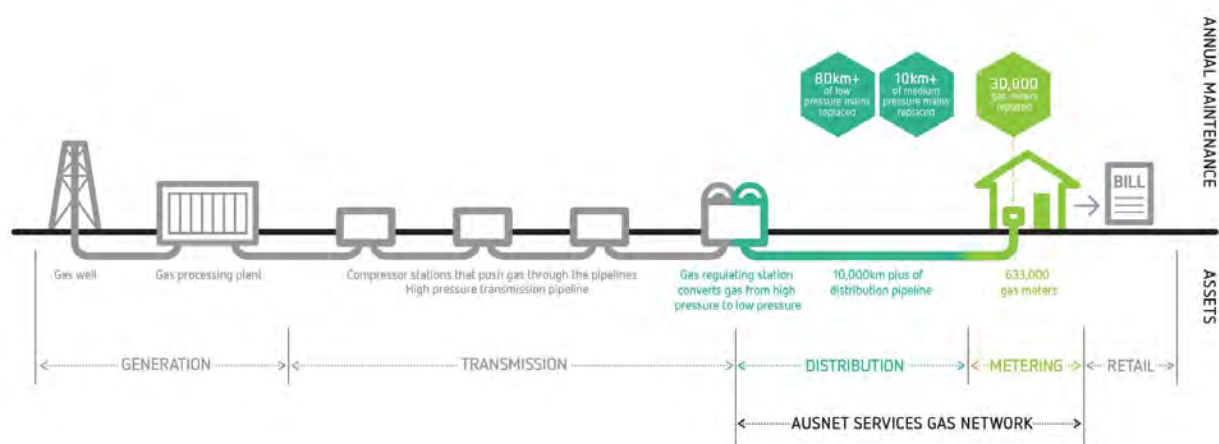 80km+
of low
pressure mains
replaced
10km+
of medium
pressure mains
replaced
30,000
gas meters
replaced
ANNUAL MAINTENANCE
BILL
Gas well
Gas processing plant
Compressor stations that push gas through the pipelines
High pressure transmission pipeline
Gas regulating station
converts gas from high
pressure to low pressure
10,000km plus of
distribution pipeline
633,000
gas meters
ASSETS
GENERATION
TRANSMISSION
DISTRIBUTION
METERING
RETAIL
AUSNET SERVICES GAS NETWORK